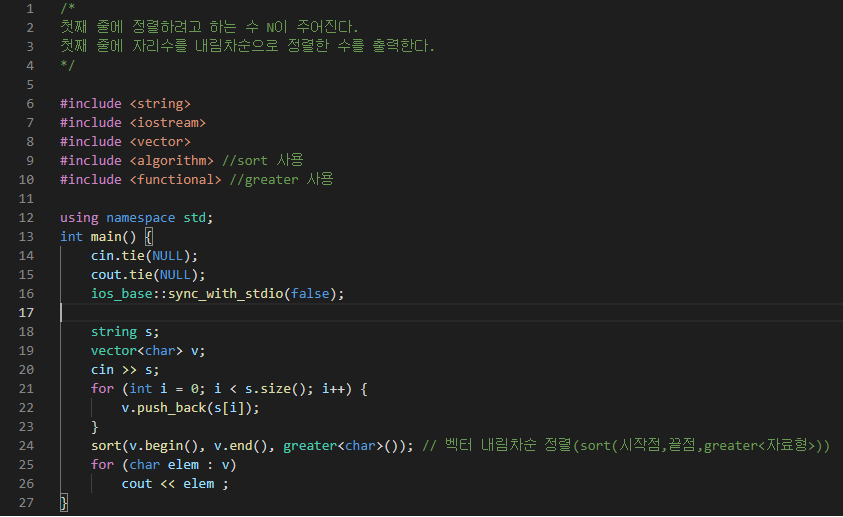 1 /*
2 첫째 줄에 정렬하려고 하는 수 N이 주어진다.
3 첫째 줄에 자리수를 내림차순으로 정렬한 수를 출력한다.
4 */
5
6 #include <string>
7 #include <iostream>
8 #include <vector>
9 #include <algorithm> //sort 사용
10 #include <functional> //greater 사용
11
12 using namespace std;
13 int main() {
14     cin.tie(NULL);
15     cout.tie(NULL);
16     ios_base::sync_with_stdio(false);
17
18     string s;
19     vector<char> v;
20     cin >> s;
21     for (int i = 0; i < s.size(); i++) {
22         v.push_back(s[i]);
23     }
24     sort(v.begin(), v.end(), greater<char>()); // 벡터 내림차순 정렬(sort(시작점,끝점,greater<자료형>))
25     for (char elem : v)
26         cout << elem ;
27 }